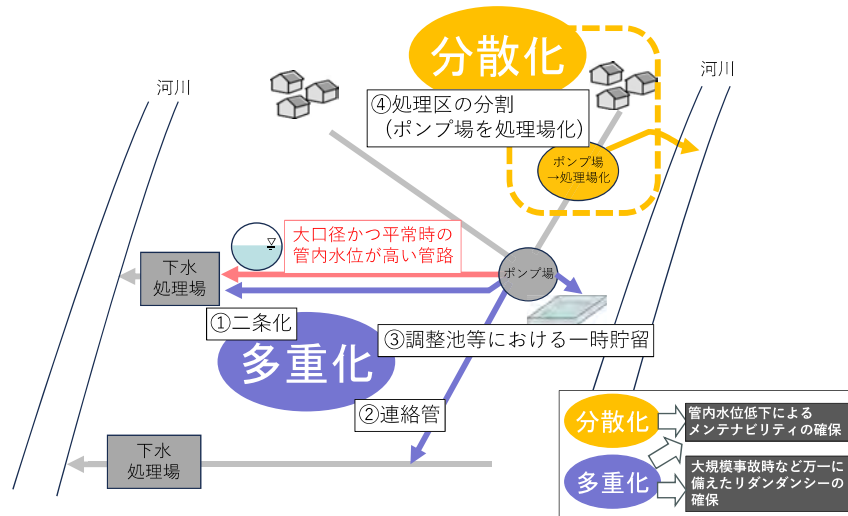 分散化
河川
河川
④処理区の分割
(ポンプ場を処理場化)
ポンプ場
→処理場化
大口径かつ平常時の
管内水位が高い管路
下水
処理場
ポンプ場
①二条化
③調整池等における一時貯留
多重化
②連絡管
下水
処理場
分散化
管内水位低下による
メンテナビリティの確保
多重化
大規模事故時など万一に
備えたリダンダンシーの
確保